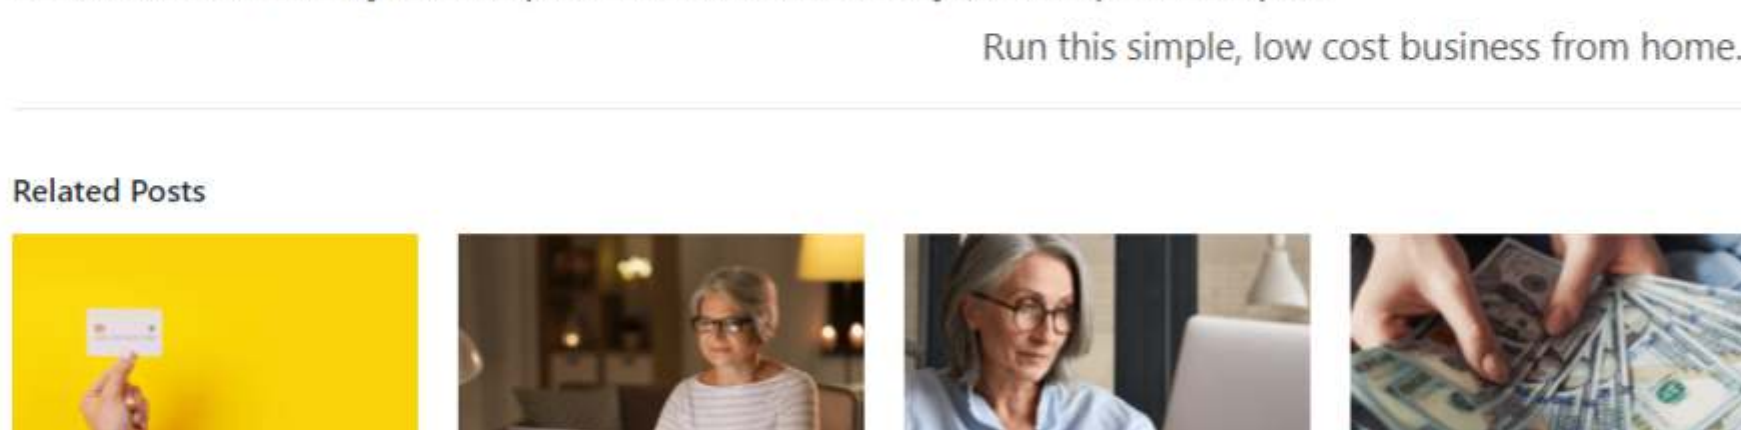 Run this simple, low cost business from home.
Related Posts